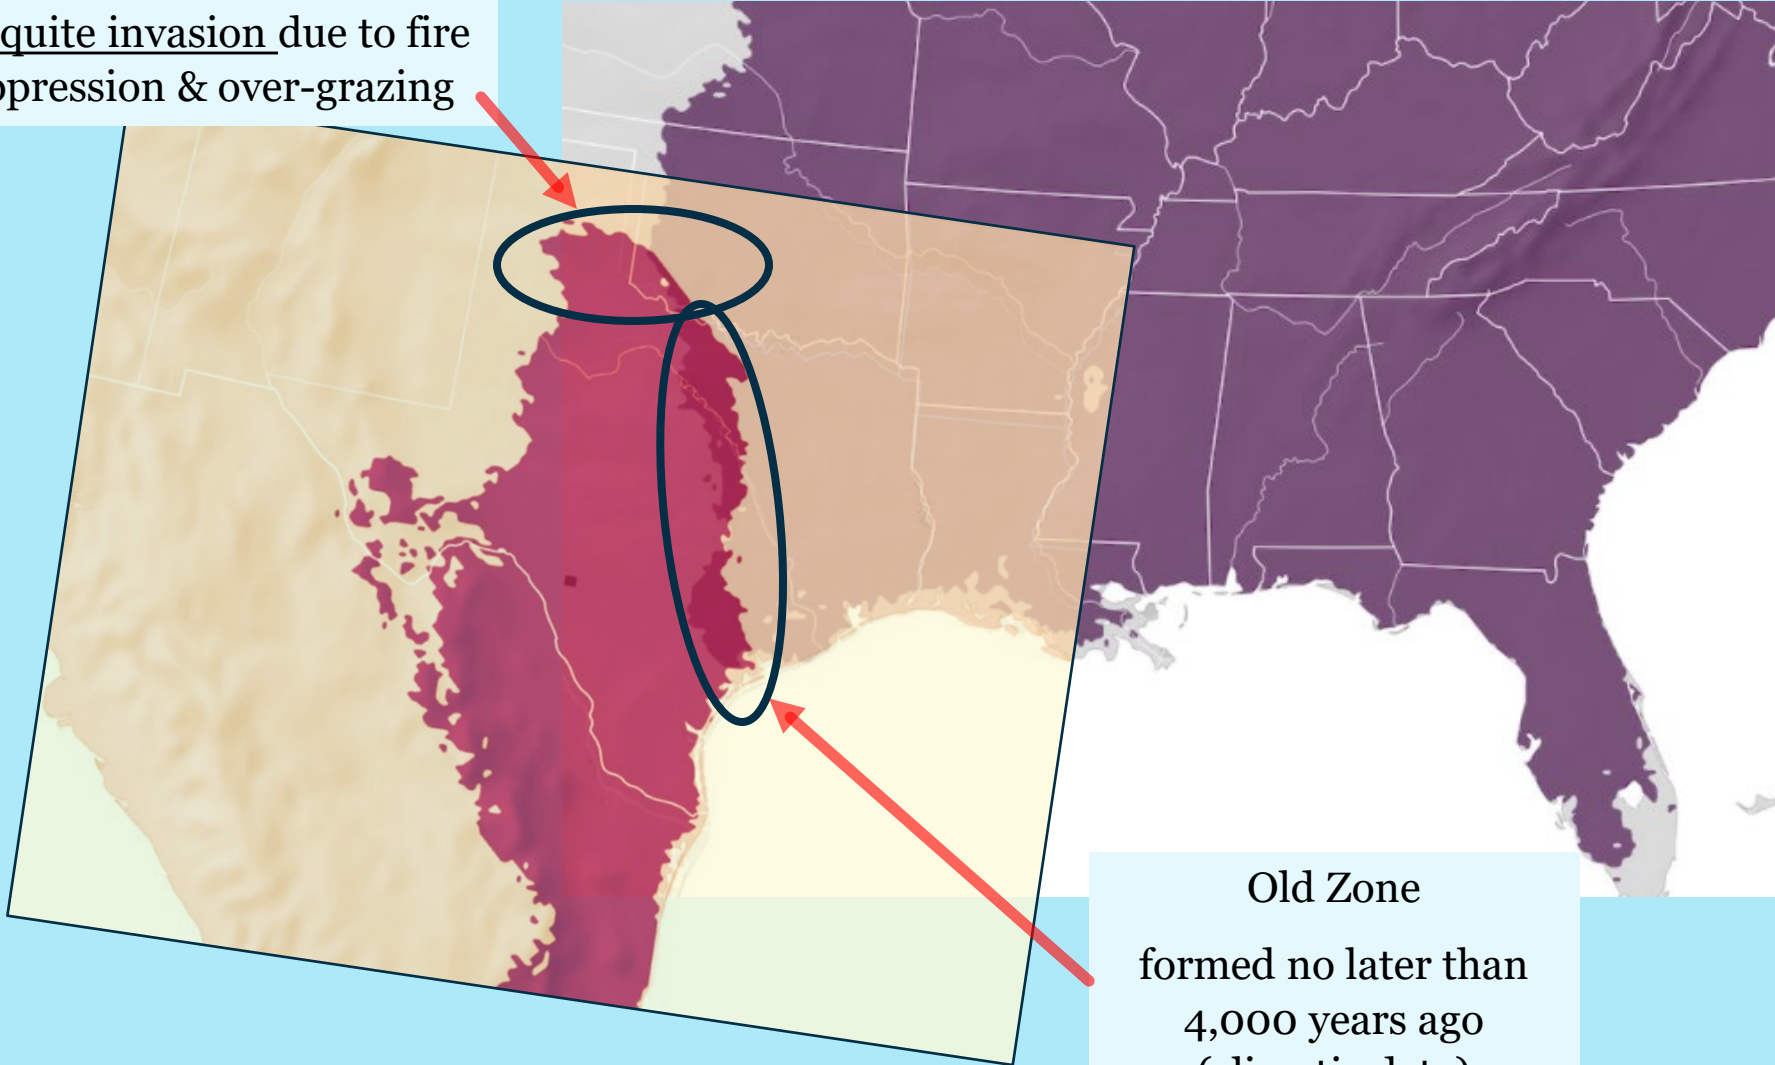 quite invasion due to fire
ppression & over-grazing
Old Zone
formed no later than
4,000 years ago